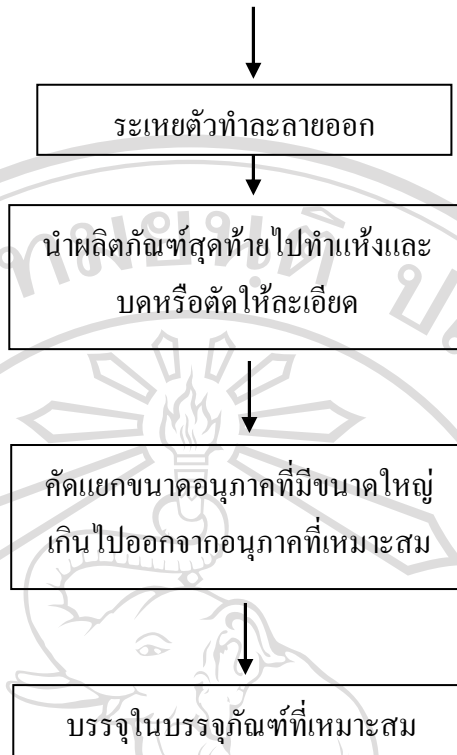 ระเหยตัวทำละลายออก
นำผลิตภัณฑ์สุดท้ายไปทำแห้งและ
บดหรือตัดให้ละเอียด
คัดแยกขนาดอนุภาคที่มีขนาดใหญ่
เกินไปออกจากอนุภาคที่เหมาะสม
บรรจุในบรรจุภัณฑ์ที่เหมาะสม